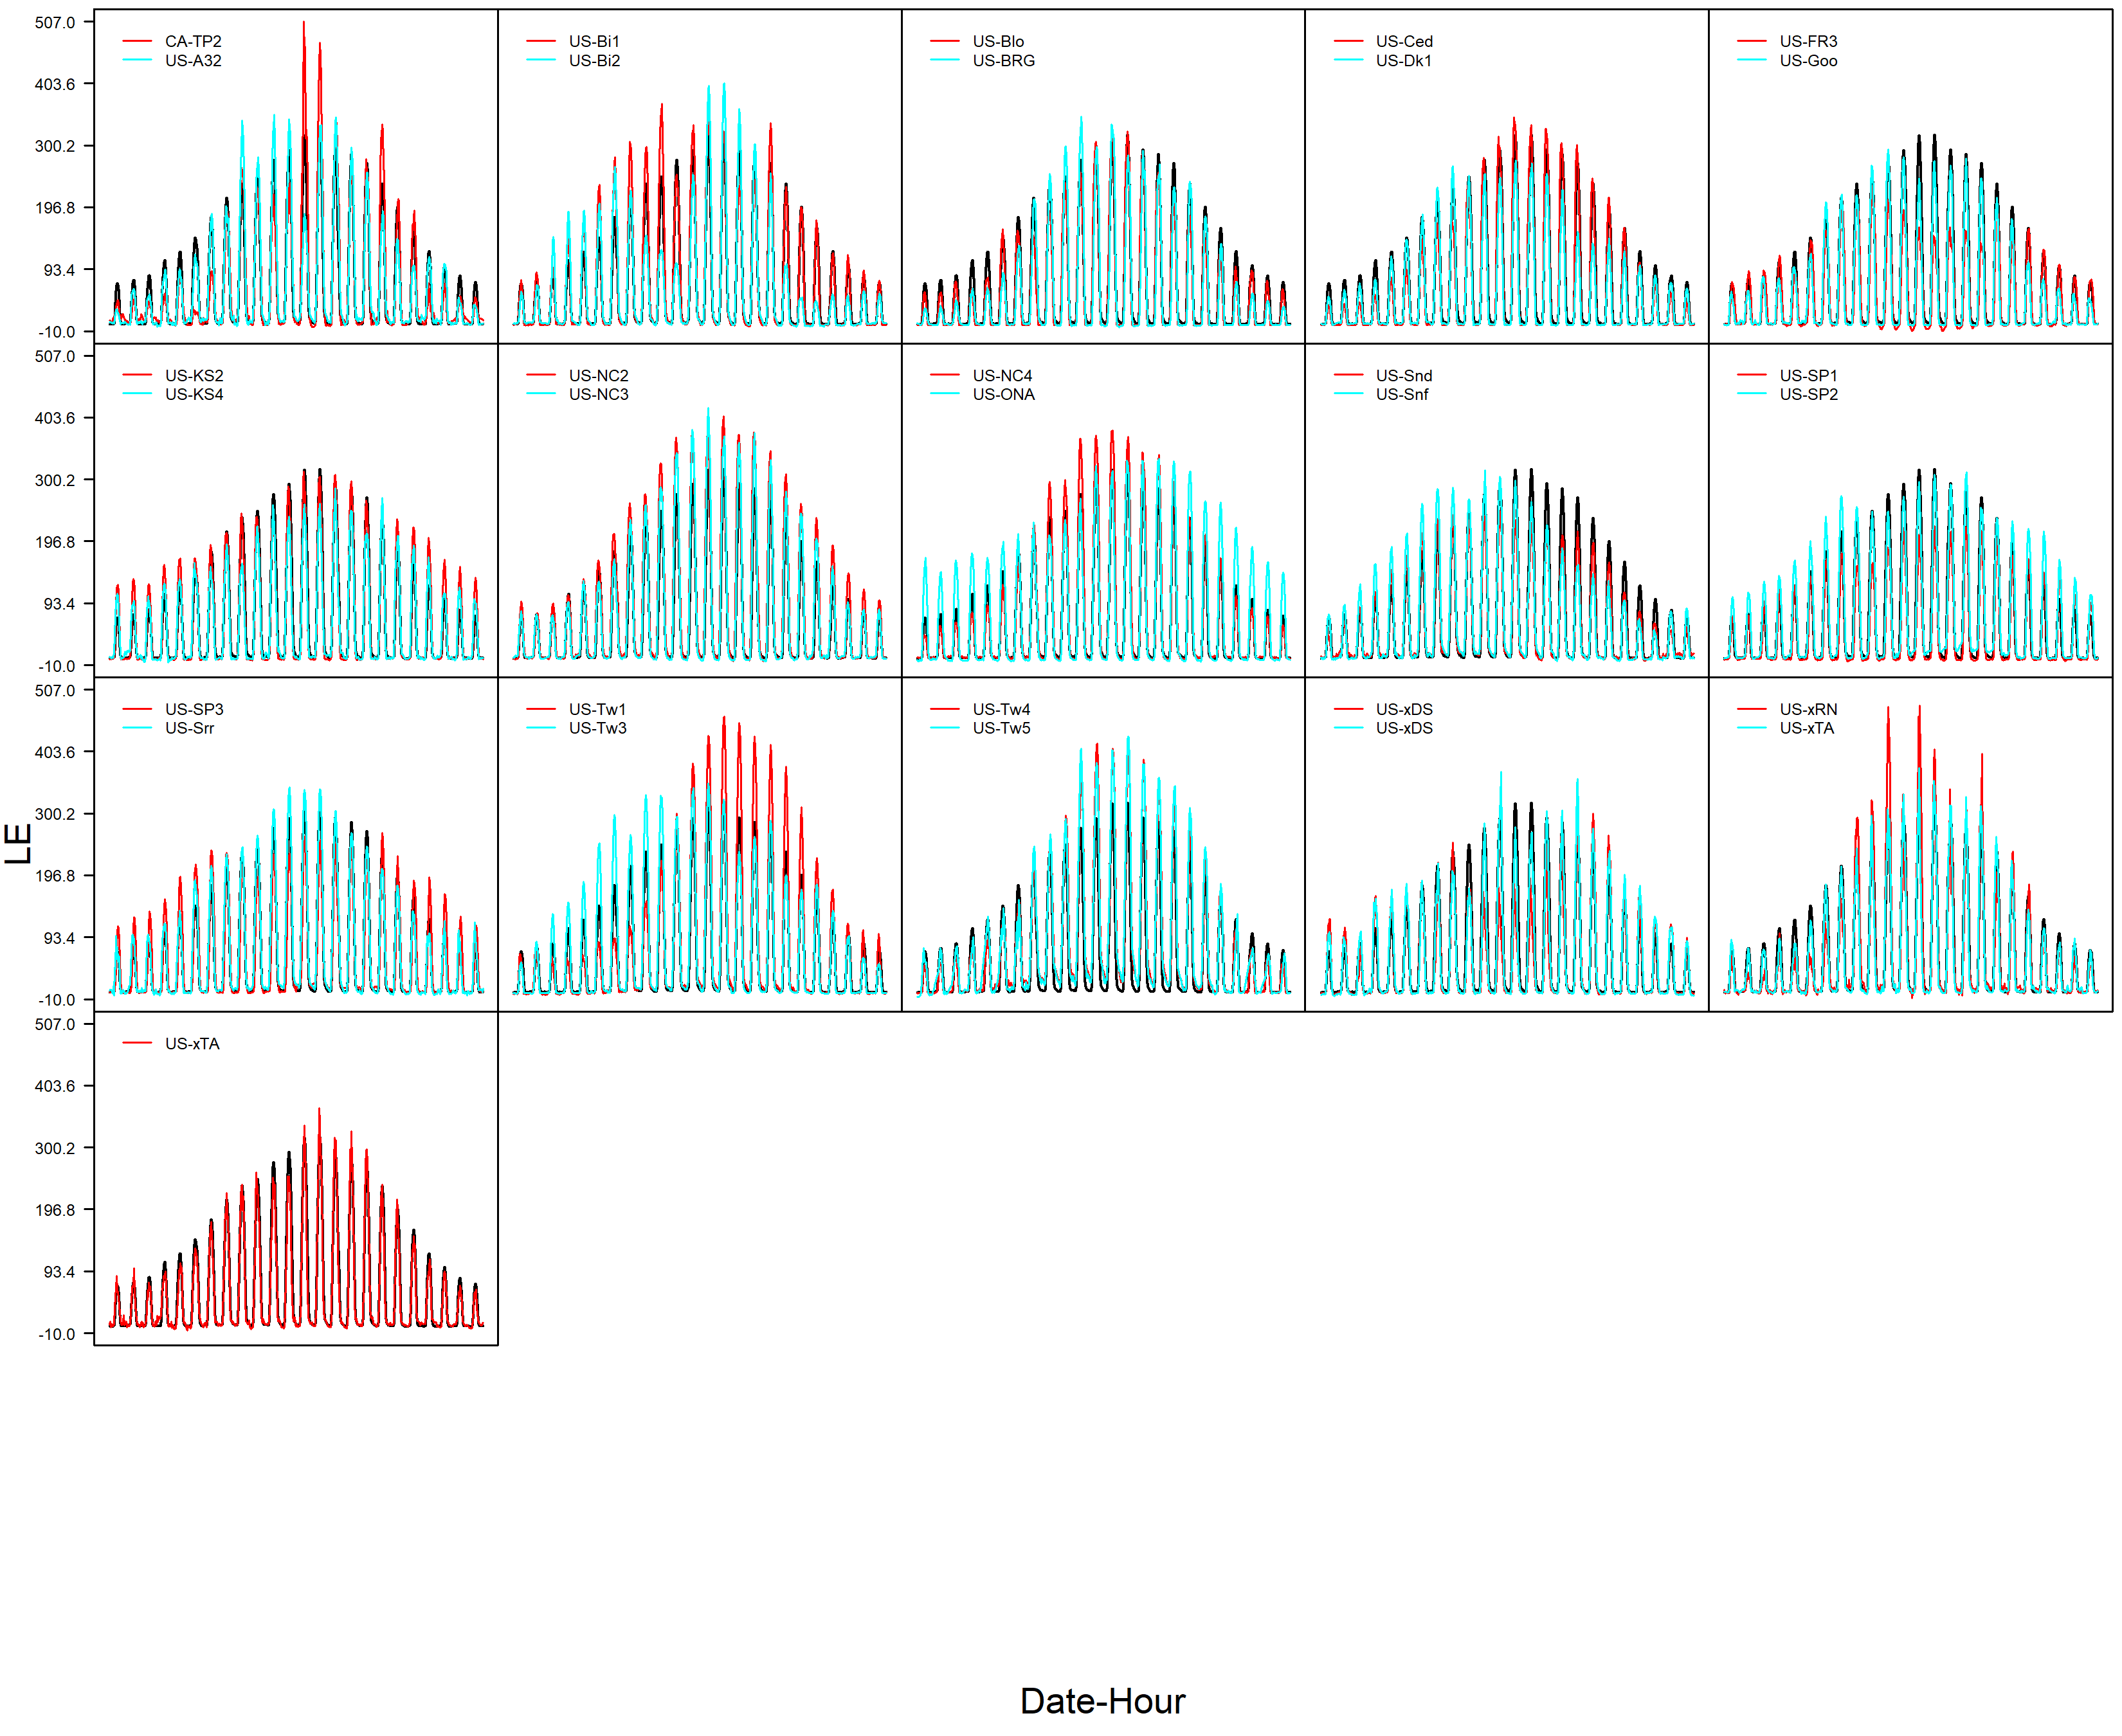 LE
507.0
403.6
300.2
196.8
93.4
-10.0
CA-TP2
US-A32
US-Bi1
US-Bi2
US-Blo
US-BRG
US-Ced
US-Dk1
US-FR3
US-Goo
507.0
403.6
300.2
196.8
93.4
-10.0
US-KS2
US-KS4
US-NC2
US-NC3
US-NC4
US-ONA
US-Snd
US-Snf
US-SP1
US-SP2
507.0
403.6
300.2
196.8
93.4
-10.0
US-SP3
US-Srr
US-Tw1
US-Tw3
US-Tw4
US-Tw5
US-xDS
US-xDS
US-xRN
US-xTA
507.0
403.6
300.2
196.8
93.4
-10.0
US-xTA
Date-Hour